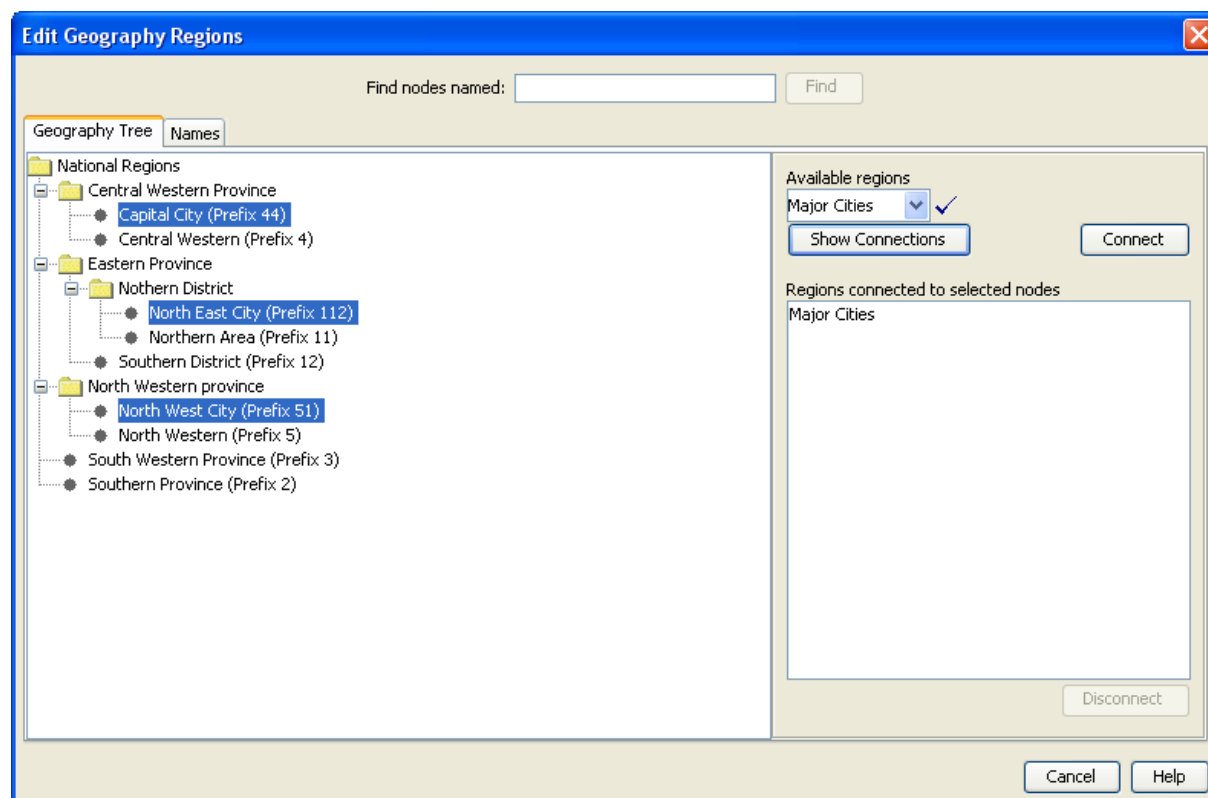 Edit Geography Regions
Find nodes named:
Find
Geography Tree
Names
National Regions
Central Western Province
Capital City (Prefix 44)
Central Western (Prefix 4)
Eastern Province
Nothern District
North East City (Prefix 112)
Northern Area (Prefix 11)
Southern District (Prefix 12)
North Western province
North West City (Prefix 51)
North Western (Prefix 5)
South Western Province (Prefix 3)
Southern Province (Prefix 2)
Available regions
Major Cities
Show Connections
Connect
Regions connected to selected nodes
Major Cities
Disconnect
Cancel
Help